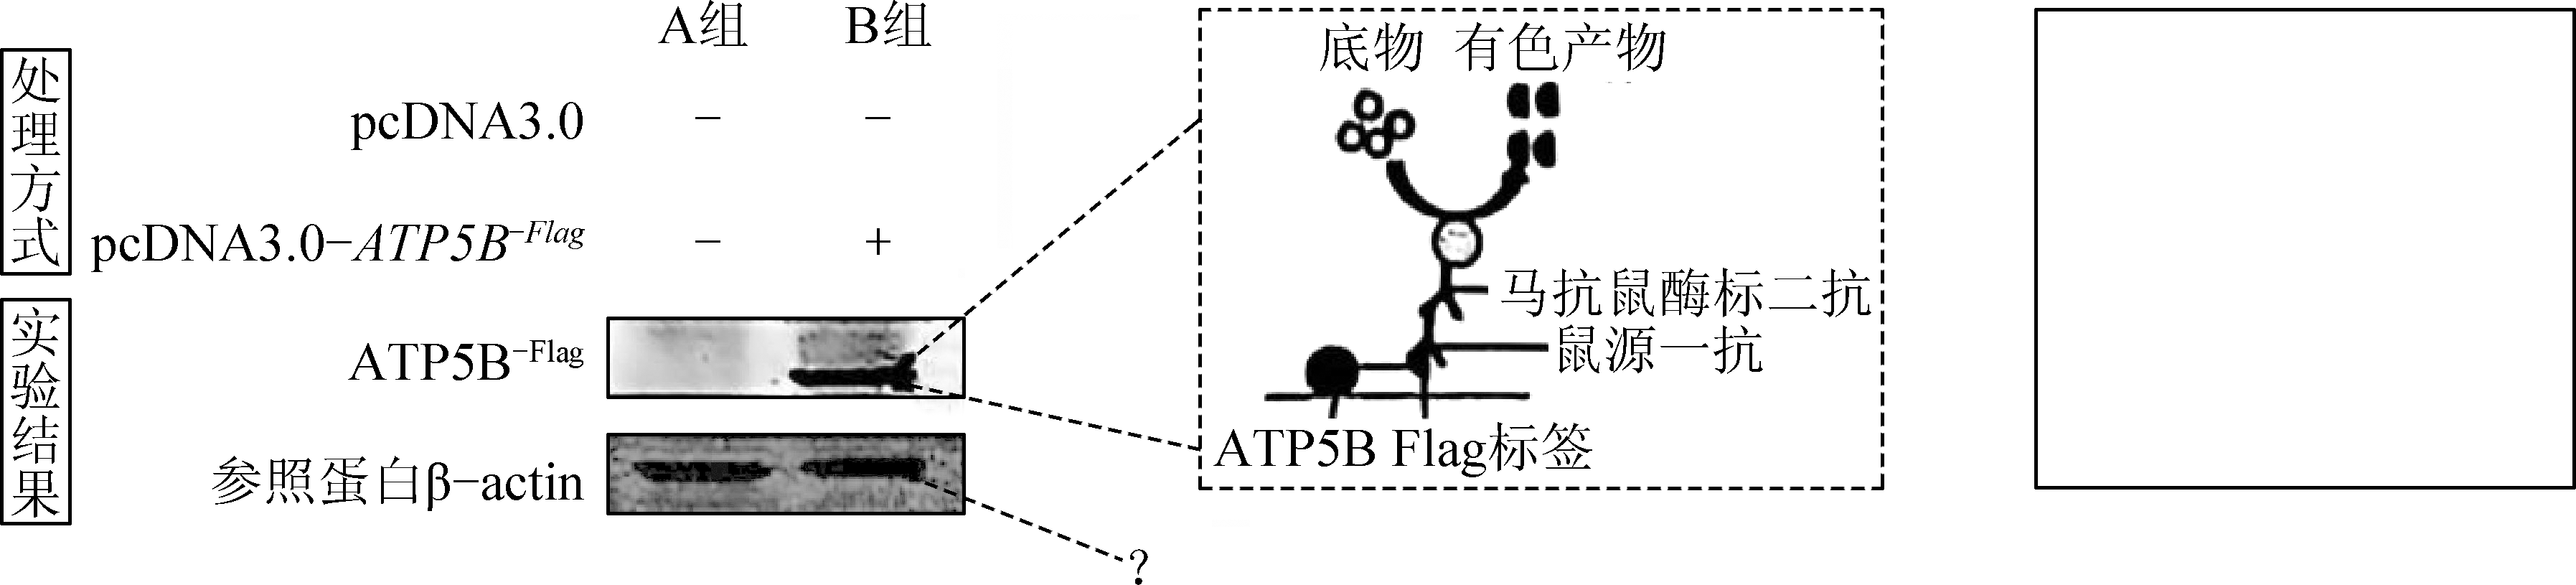 A组 B组
处理方式
pcDNA3.0 − −
pcDNA3.0−ATP5B−Flag − +
实验结果
ATP5B−Flag
参照蛋白β−actin
?
底物 有色产物
马抗鼠酶标二抗
鼠源一抗
ATP5B Flag标签